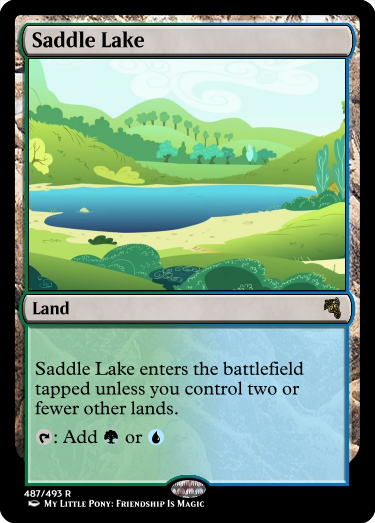 Saddle Lake
Land
Saddle Lake enters the battlefield
tapped unless you control two or
fewer other lands.
: Add or
487/493 R
My Little Pony: Friendship Is Magic